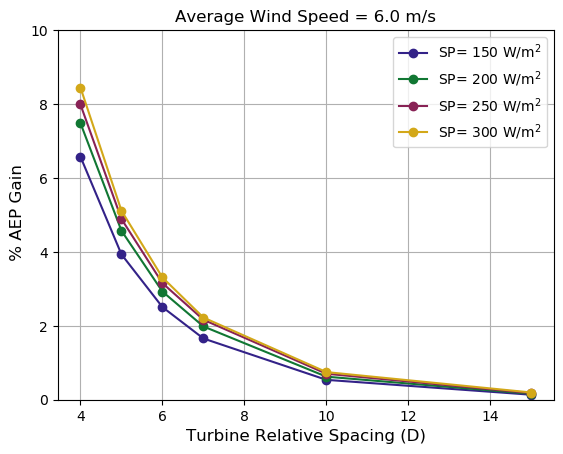 Average Wind Speed = 6.0 m/s
10
8
6
4
2
0
% AEP Gain
SP= 150 W/m²
SP= 200 W/m²
SP= 250 W/m²
SP= 300 W/m²
4 6 8 10 12 14
Turbine Relative Spacing (D)